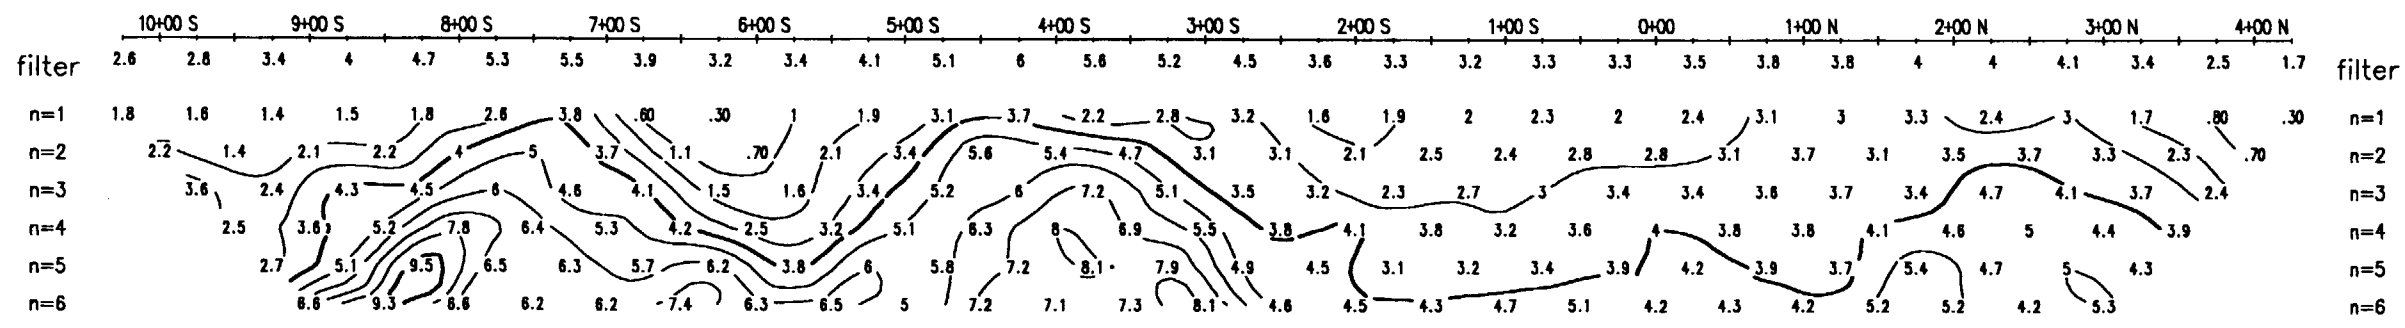 10+00 S 9+00 S 8+00 S 7+00 S 6+00 S 5+00 S 4+00 S 3+00 S 2+00 S 1+00 S 0+00 1+00 N 2+00 N 3+00 N 4+00 N
filter 2.6 2.8 3.4 4 4.7 5.3 5.5 3.9 3.2 3.4 4.1 5.1 6 5.6 5.2 4.5 3.6 3.3 3.2 3.3 3.3 3.5 3.8 3.8 4 4 4.1 3.4 2.5 1.7 filter
n=1 1.8 1.6 1.4 1.5 1.8 2.6 3.8 .60 .30 1 1.9 3.1 3.7 2.2 2.8 3.2 1.6 1.9 2 2.3 2 2.4 3.1 3 3.3 2.4 3 1.7 .80 .30 n=1
n=2 2.2 1.4 2.1 2.2 4 5 3.7 1.1 .70 2.1 3.4 5.6 5.4 4.7 3.1 3.1 2.1 2.5 2.4 2.8 2.8 3.1 3.7 3.1 3.5 3.7 3.3 2.3 .70 n=2
n=3 3.6 2.4 4.3 4.5 6 4.6 4.1 1.5 1.6 3.4 5.2 6 7.2 5.1 3.5 3.2 2.3 2.7 3 3.4 3.4 3.6 3.7 3.4 4.7 4.1 3.7 2.4 n=3
n=4 2.5 3.6 5.2 7.8 6.4 5.3 4.2 2.5 3.2 5.1 6.3 8 6.9 5.5 3.8 4.1 3.8 3.2 3.6 4 3.8 3.8 4.1 4.6 5 4.4 3.9 n=4
n=5 2.7 5.1 9.5 6.5 6.3 5.7 6.2 3.8 6 5.8 7.2 8.1 7.9 4.9 4.5 3.1 3.2 3.4 3.9 4.2 3.9 3.7 5.4 4.7 5 4.3 n=5
n=6 6.6 9.3 8.6 6.2 6.2 7.4 6.3 6.5 5 7.2 7.1 7.3 8.1 4.6 4.5 4.3 4.7 5.1 4.2 4.3 4.2 5.2 5.2 4.2 5.3 n=6